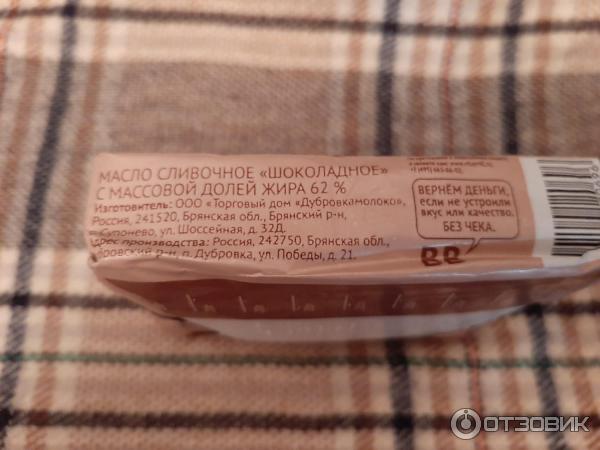 МАСЛО СЛИВОЧНОЕ «ШОКОЛАДНОЕ»
С МАССОВОЙ ДОЛЕЙ ЖИРА 62 %
Изготовитель: ООО «Торговый дом «Дубровкамолоко»,
Россия, 241520, Брянская обл., Брянский р-н,
с. Супонево, ул. Шоссейная, д. 32Д.
Адрес производства: Россия, 242750, Брянская обл.,
р-н, п. Дубровка, ул. Победы, д. 21.
ВЕРНЁМ ДЕНЬГИ,
если не устроили
вкус или качество.
БЕЗ ЧЕКА.
ВВ
ОТЗОВИК